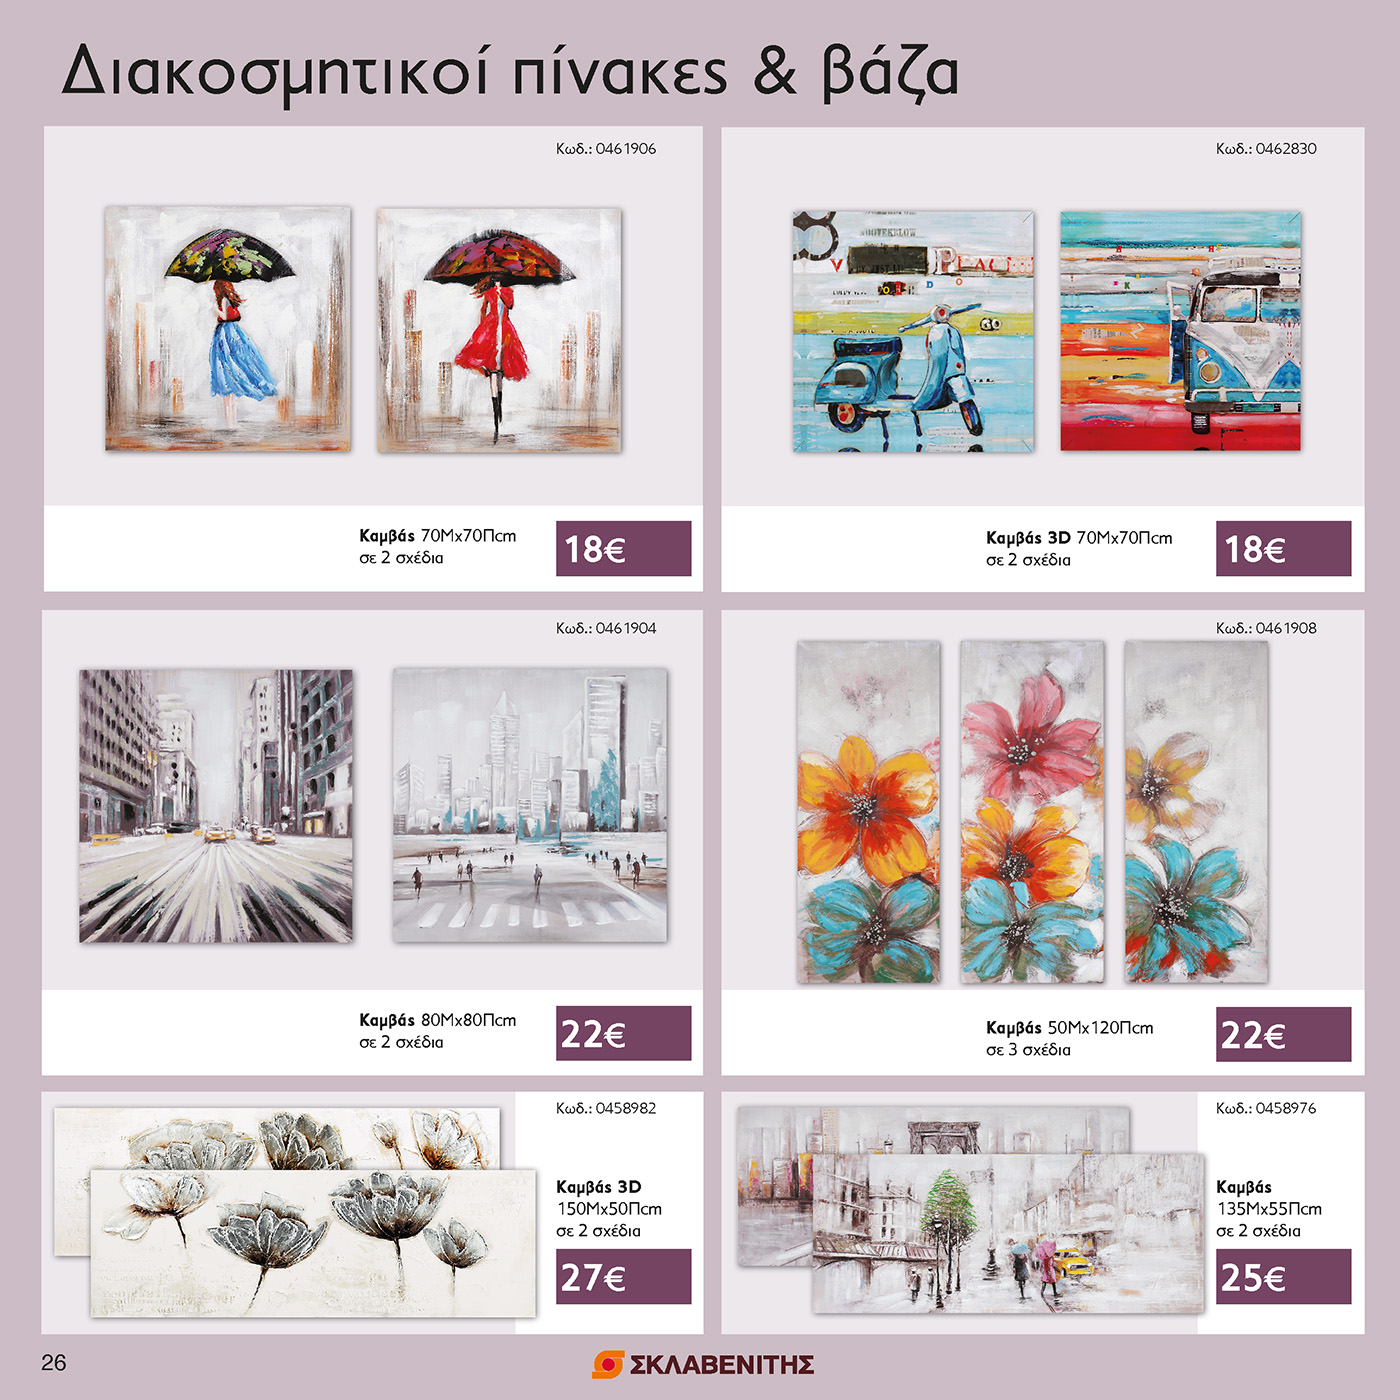 Διακοσμητικοί πίνακες & βάζα
Κωδ.: 0461906
Καμβάς 70Μx70Πcm
σε 2 σχέδια
18€
Κωδ.: 0462830
GO
Καμβάς 3D 70Μx70Πcm
σε 2 σχέδια
18€
Κωδ.: 0461904
Καμβάς 80Μx80Πcm
σε 2 σχέδια
22€
Κωδ.: 0461908
Καμβάς 50Μx120Πcm
σε 3 σχέδια
22€
Κωδ.: 0458982
Καμβάς 3D
150Μx50Πcm
σε 2 σχέδια
27€
Κωδ.: 0458976
Καμβάς
135Μx55Πcm
σε 2 σχέδια
25€
26
ΣΚΛΑΒΕΝΙΤΗΣ